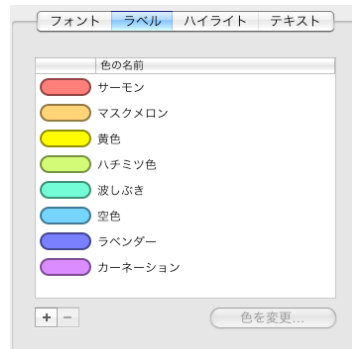 フォント ラベル ハイライト テキスト
色の名前
サーモン
マスクメロン
黄色
ハチミツ色
波しぶき
空色
ラベンダー
カーネーション
+ − 色を変更...